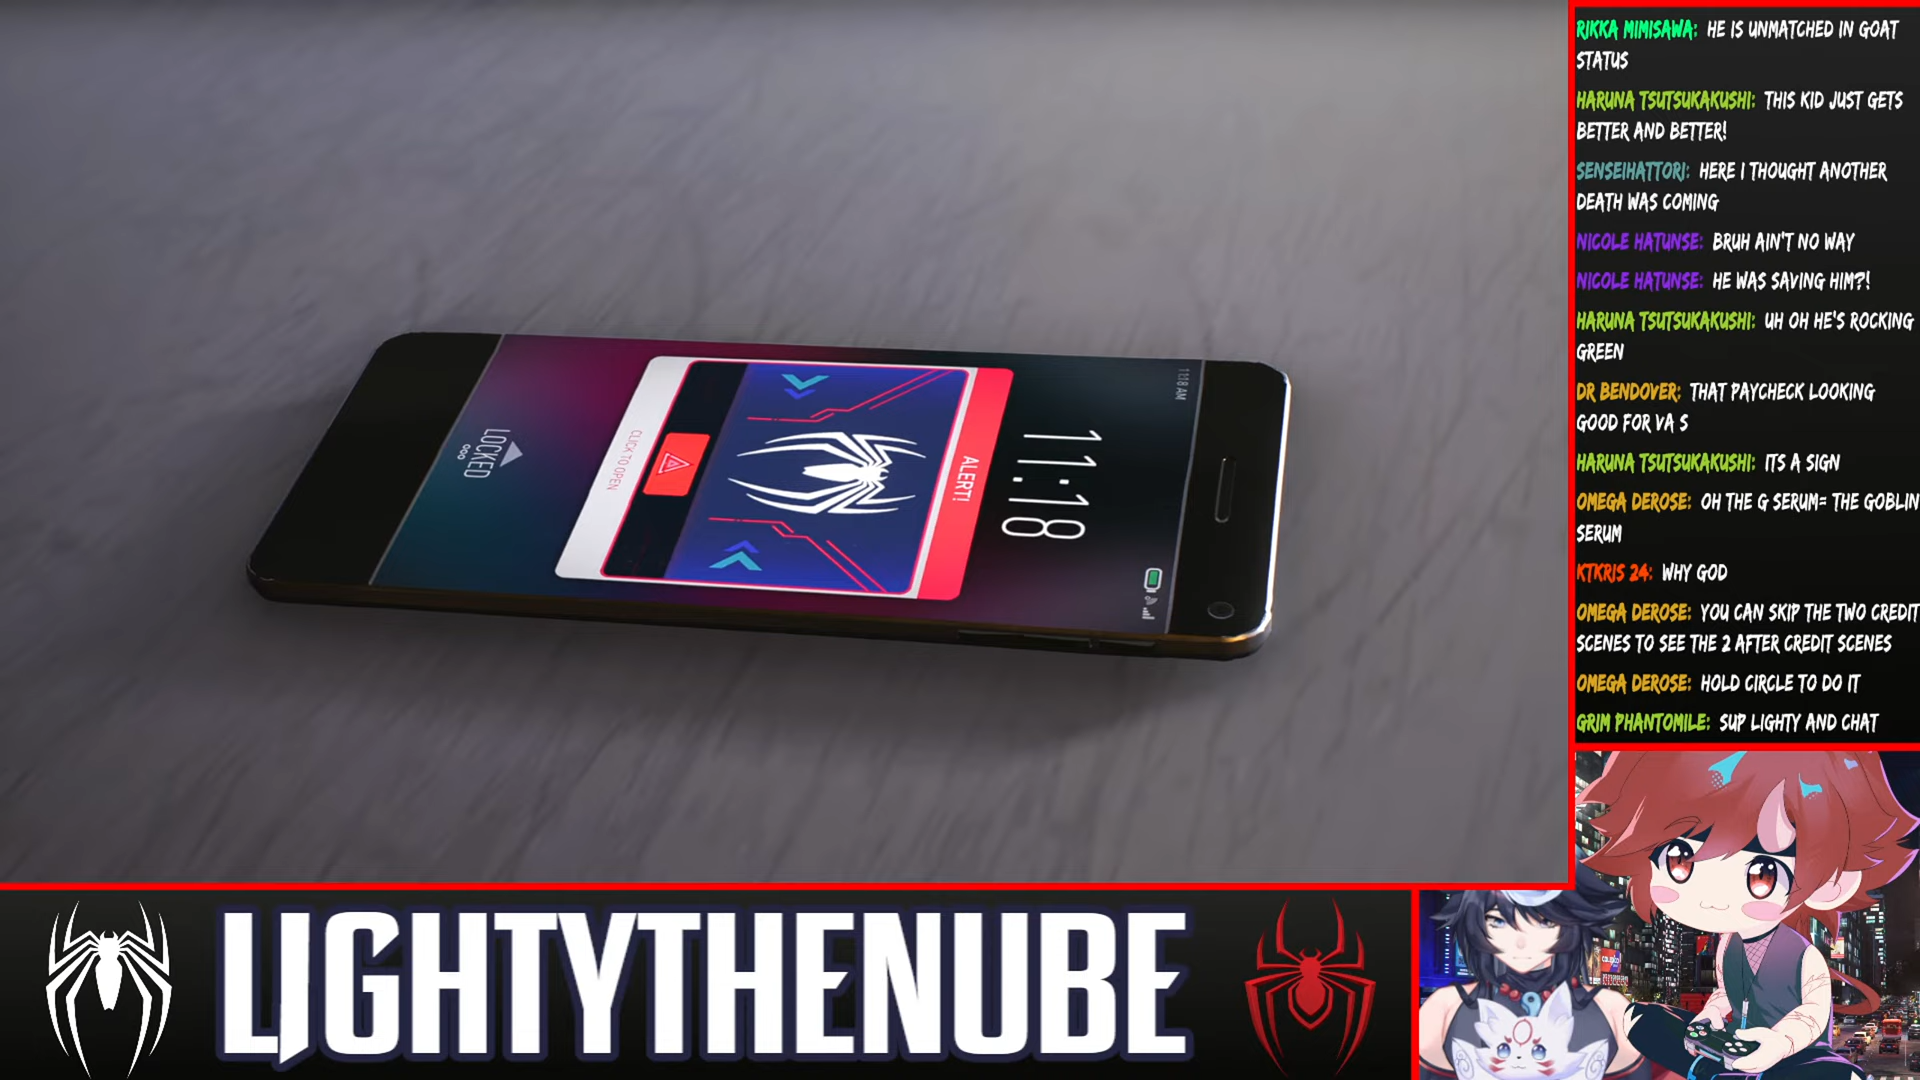 11:18 AM
11:18
ALERT!
CLICK TO OPEN
LOCKED
RIKKA MIMISAWA: HE IS UNMATCHED IN GOAT
STATUS
HARUNA TSUTSUKAKUSHI: THIS KID JUST GETS
BETTER AND BETTER!
SENSEIHATTORI: HERE I THOUGHT ANOTHER
DEATH WAS COMING
NICOLE HATUNSE: BRUH AIN'T NO WAY
NICOLE HATUNSE: HE WAS SAVING HIM?!
HARUNA TSUTSUKAKUSHI: UH OH HE'S ROCKING
GREEN
DR BENDOVER: THAT PAYCHECK LOOKING
GOOD FOR VA S
HARUNA TSUTSUKAKUSHI: ITS A SIGN
OMEGA DEROSE: OH THE G SERUM= THE GOBLIN
SERUM
KTKRIS 24: WHY GOD
OMEGA DEROSE: YOU CAN SKIP THE TWO CREDIT
SCENES TO SEE THE 2 AFTER CREDIT SCENES
OMEGA DEROSE: HOLD CIRCLE TO DO IT
GRIM PHANTOMILE: SUP LIGHTY AND CHAT
LIGHTYTHENUBE